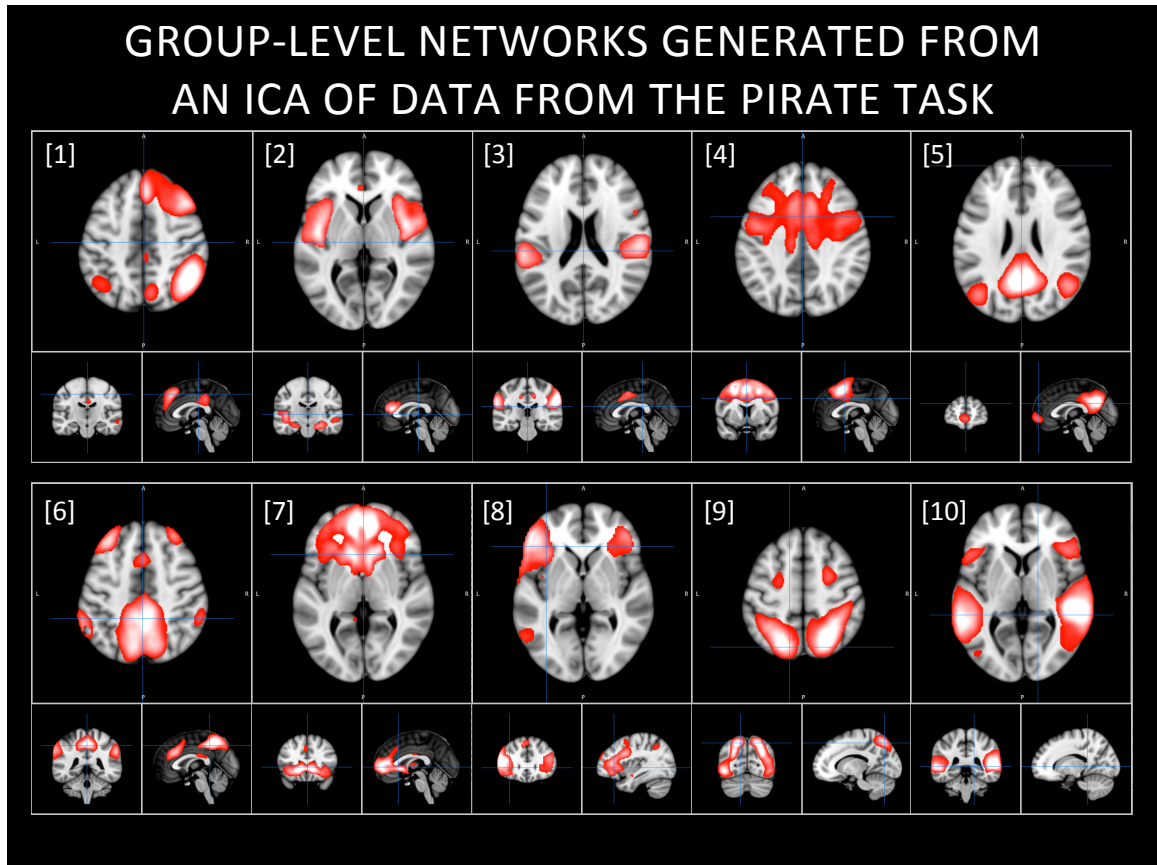 GROUP-LEVEL NETWORKS GENERATED FROM
AN ICA OF DATA FROM THE PIRATE TASK
[1] [2] [3] [4] [5]
A A A A A
L R L R L R L R L R
P P P P P
[6] [7] [8] [9] [10]
A A A A A
L R L R L R L R L R
P P P P P